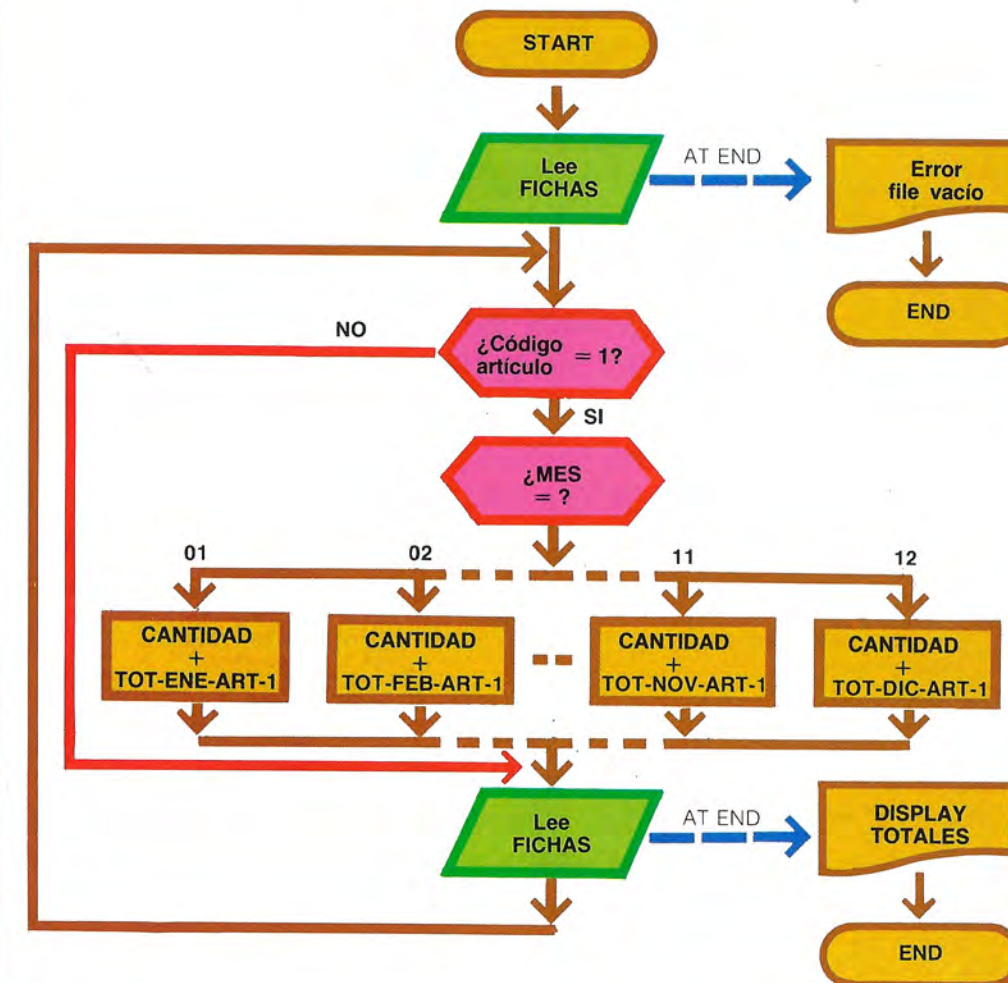 START
Lee
FICHAS
AT END
Error
file vacío
END
NO
¿Código
artículo = 1?
SI
¿MES
= ?
01
02
11
12
CANTIDAD
+
TOT-ENE-ART-1
CANTIDAD
+
TOT-FEB-ART-1
CANTIDAD
+
TOT-NOV-ART-1
CANTIDAD
+
TOT-DIC-ART-1
Lee
FICHAS
AT END
DISPLAY
TOTALES
END